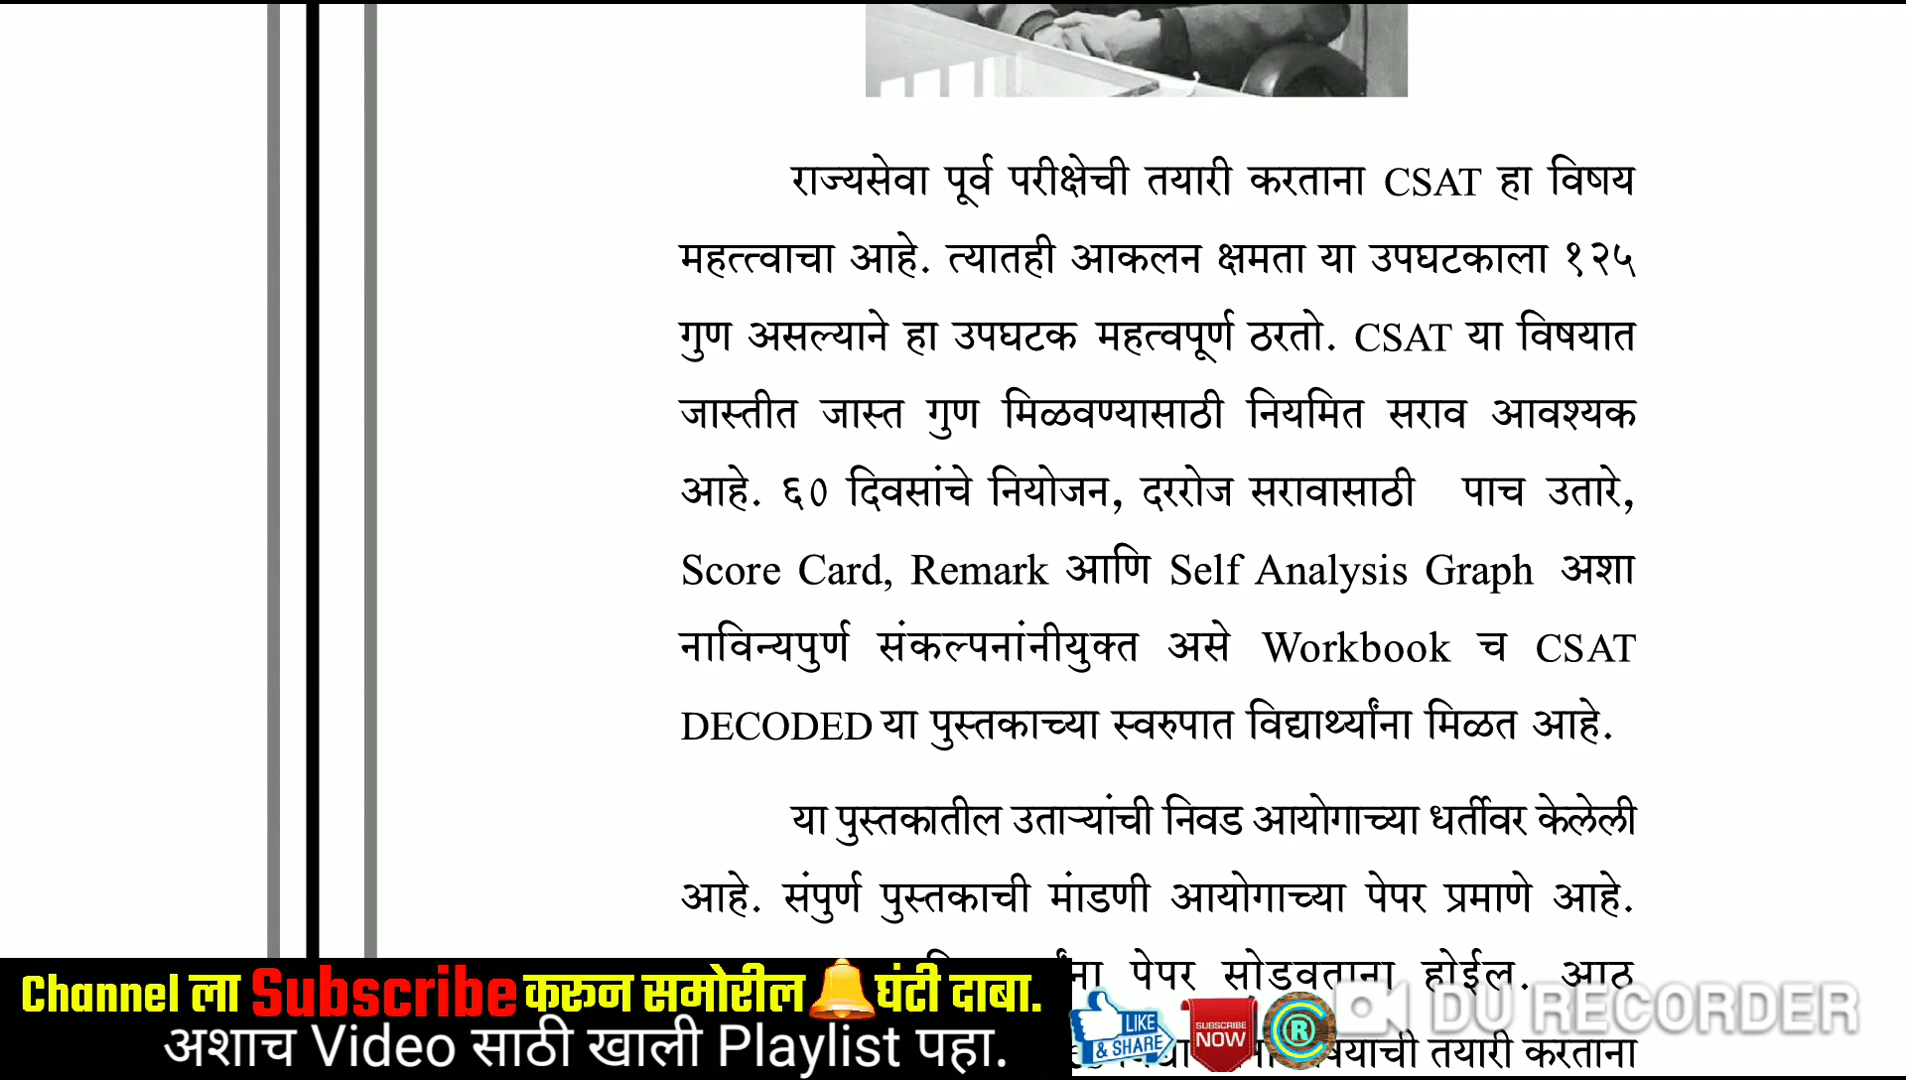 राज्यसेवा पूर्व परीक्षेची तयारी करताना CSAT हा विषय
महत्त्वाचा आहे. त्यातही आकलन क्षमता या उपघटकाला १२५
गुण असल्याने हा उपघटक महत्वपूर्ण ठरतो. CSAT या विषयात
जास्तीत जास्त गुण मिळवण्यासाठी नियमित सराव आवश्यक
आहे. ६० दिवसांचे नियोजन, दररोज सरावासाठी पाच उतारे,
Score Card, Remark आणि Self Analysis Graph अशा
नाविन्यपुर्ण संकल्पनांनीयुक्त असे Workbook च CSAT
DECODED या पुस्तकाच्या स्वरुपात विद्यार्थ्यांना मिळत आहे.
या पुस्तकातील उताऱ्यांची निवड आयोगाच्या धर्तीवर केलेली
आहे. संपुर्ण पुस्तकाची मांडणी आयोगाच्या पेपर प्रमाणे आहे.
पेपर सोडवताना होईल. आठ
तयारी करताना
Channel ला Subscribe करून समोरील घंटी दाबा.
अशाच Video साठी खाली Playlist पहा.
LIKE
& SHARE
SUBSCRIBE
NOW
R
DU RECORDER